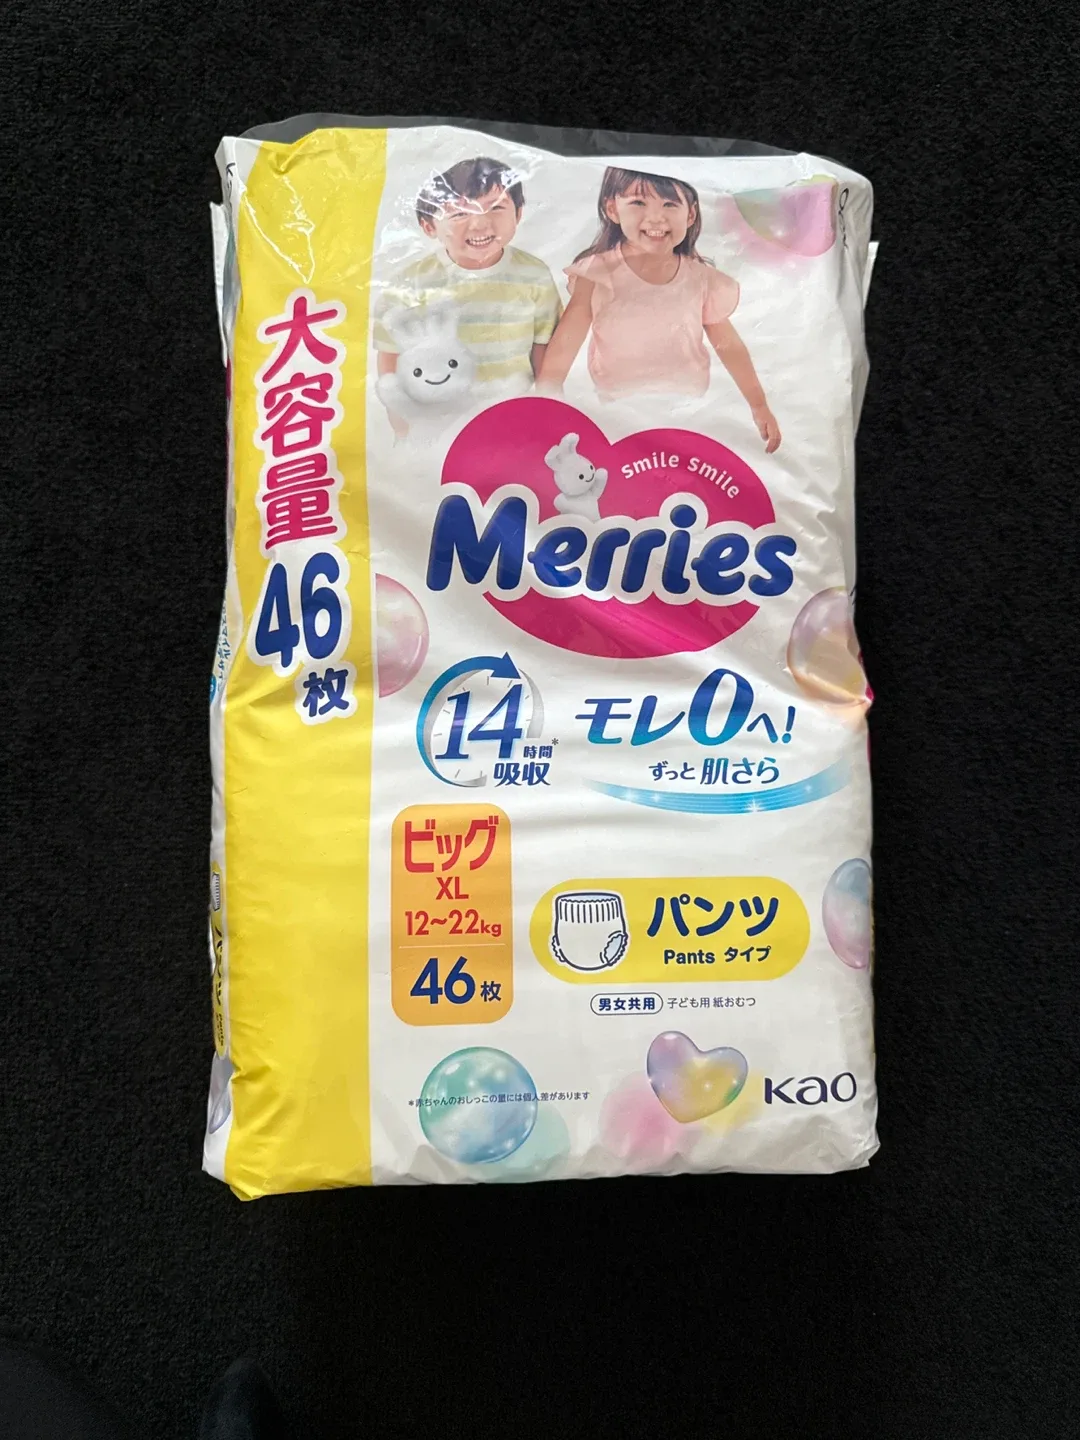 大容量
46
枚
smile smile
Merries
14
時間*
吸収
モレ0へ!
ずっと肌さら
ビッグ
XL
12~22kg
46枚
パンツ
Pants タイプ
男女共用 子ども用 紙おむつ
*赤ちゃんのおしっこの量には個人差があります
Kao